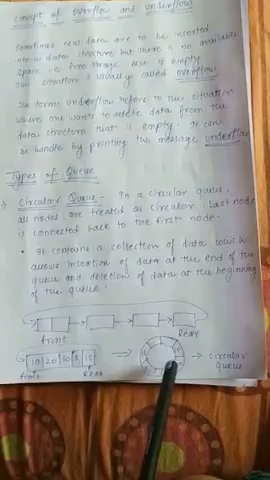 Concept of overflow and underflow
Sometimes new data are to be inserted
into a data structure but there is no available
space i.e. free storage list is empty
This situation is usually called overflow
The terms underflow refer to the situation
where one wants to delete data from the
data structure that is empty. It can
be handled by printing the message underflow
Types of Queue
Circular Queue - In a circular queue,
all nodes are treated as circular. Last node
is connected back to the first node.
• It contains a collection of data which
allows insertion of data at the end of the
queue and deletion of data at the beginning
of the queue.
front Rear
10 20 30 5 15
front Rear
→ circular
queue